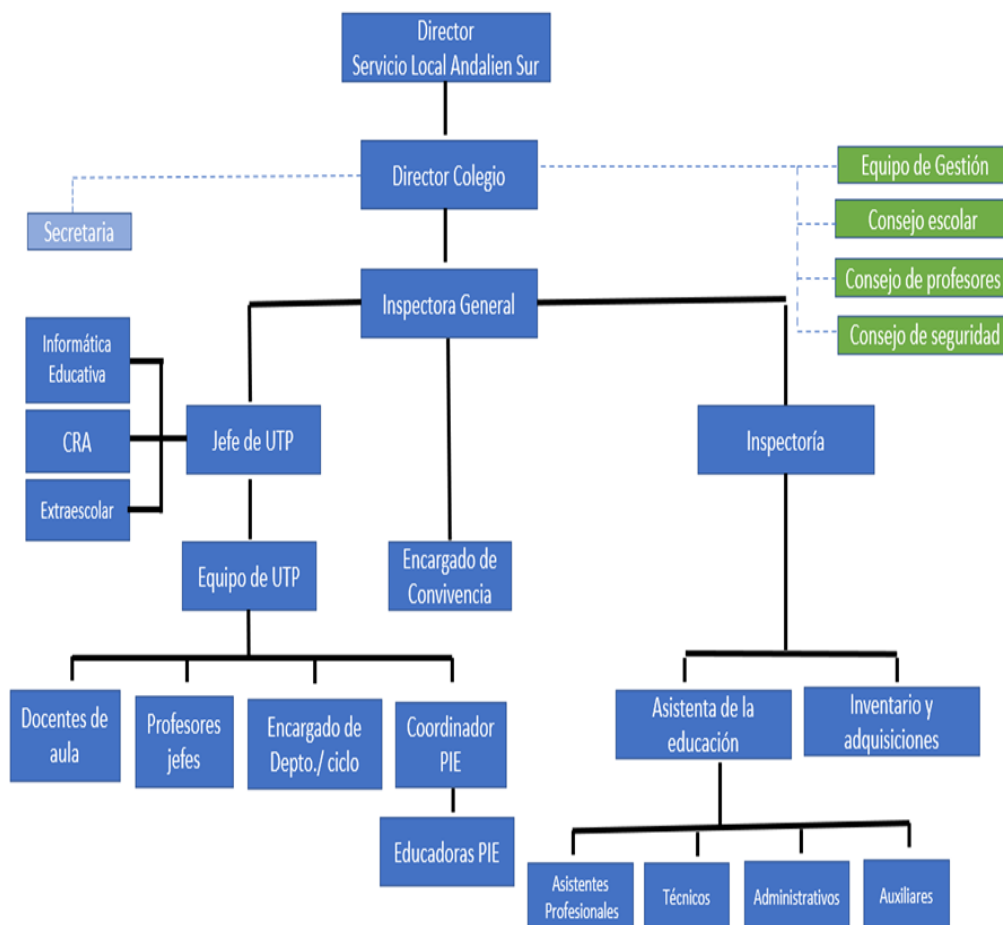 Director
Servicio Local Andalien Sur
Director Colegio
Equipo de Gestión
Secretaria
Consejo escolar
Consejo de profesores
Inspectora General
Consejo de seguridad
Informática
Educativa
CRA
Jefe de UTP
Inspectoría
Extraescolar
Equipo de UTP
Encargado de
Convivencia
Docentes de
aula
Profesores
jefes
Encargado de
Depto./ ciclo
Coordinador
PIE
Asistenta de la
educación
Inventario y
adquisiciones
Educadoras PIE
Asistentes
Profesionales
Técnicos
Administrativos
Auxiliares